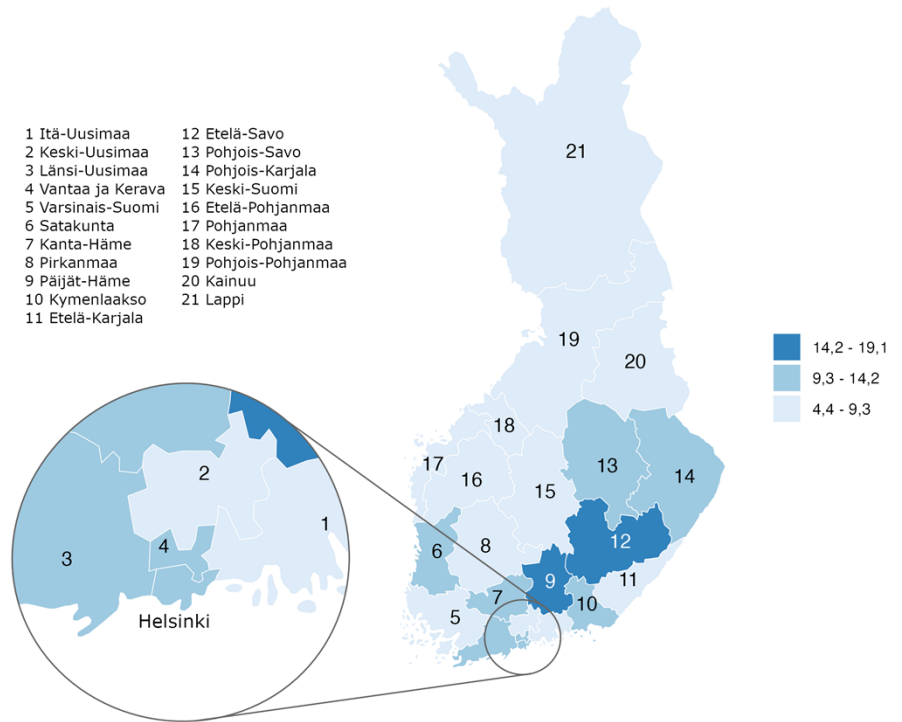 1 Itä-Uusimaa
2 Keski-Uusimaa
3 Länsi-Uusimaa
4 Vantaa ja Kerava
5 Varsinais-Suomi
6 Satakunta
7 Kanta-Häme
8 Pirkanmaa
9 Päijät-Häme
10 Kymenlaakso
11 Etelä-Karjala
12 Etelä-Savo
13 Pohjois-Savo
14 Pohjois-Karjala
15 Keski-Suomi
16 Etelä-Pohjanmaa
17 Pohjanmaa
18 Keski-Pohjanmaa
19 Pohjois-Pohjanmaa
20 Kainuu
21 Lappi
21
19
20
18
17
16
15
13
14
6
8
12
9
11
7
10
5
14,2 - 19,1
9,3 - 14,2
4,4 - 9,3
2
1
4
3
Helsinki